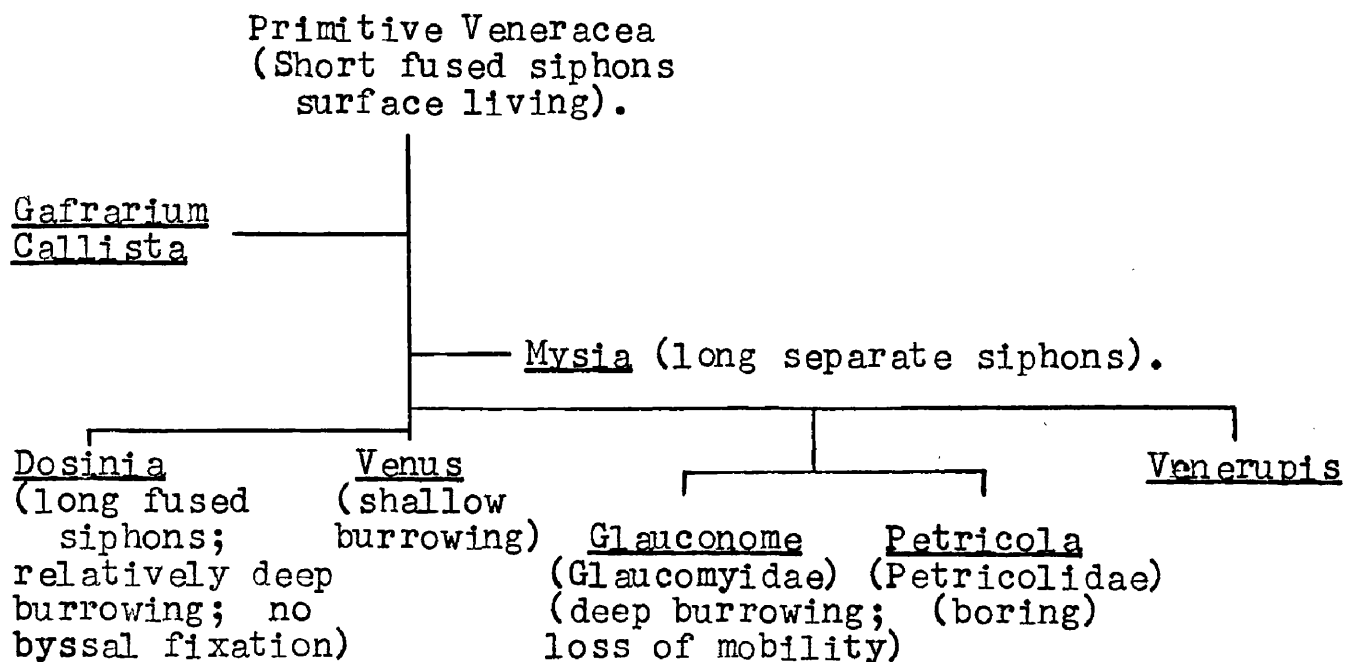 Primitive Veneracea
(Short fused siphons
surface living).
Gafrarium
Callista
Mysia (long separate siphons).
Dosinia
(long fused
siphons;
relatively deep
burrowing; no
byssal fixation)
Venus
(shallow
burrowing)
Glauconome
(Glaucomyidae)
(deep burrowing;
loss of mobility)
Petricola
(Petricolidae)
(boring)
Venerupis